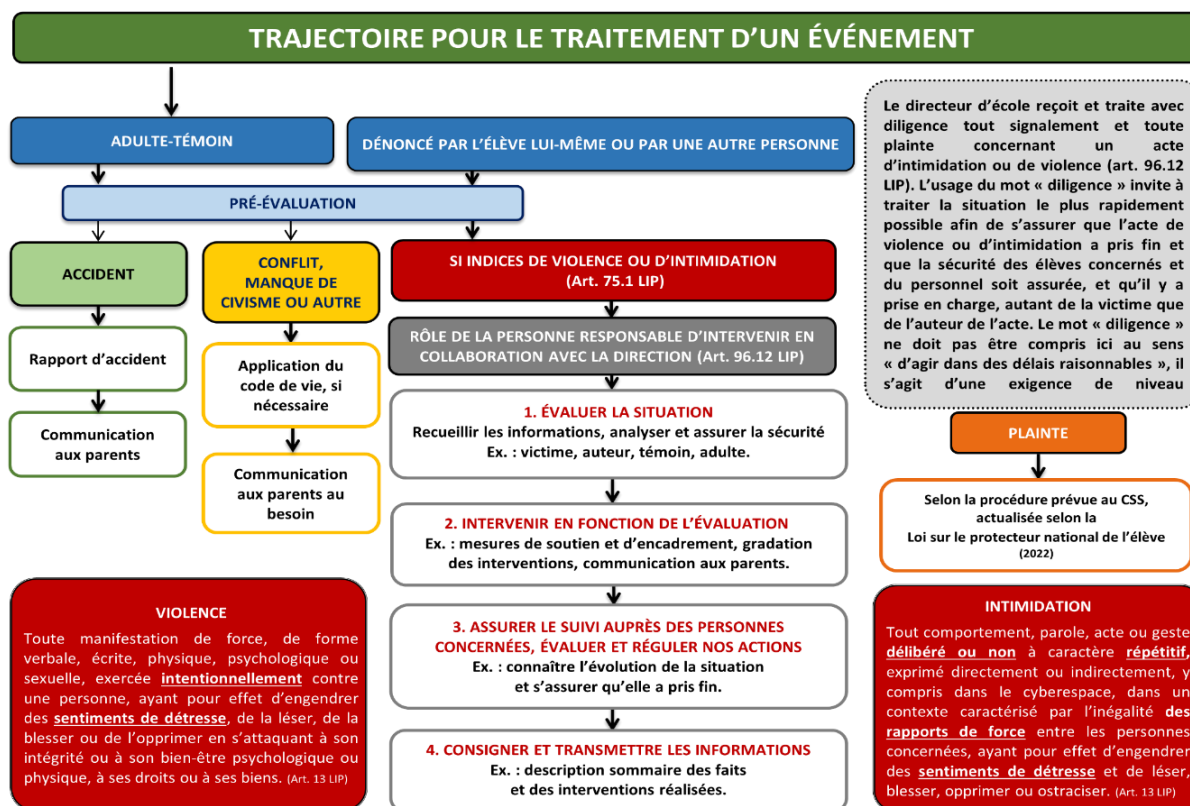 TRAJECTOIRE POUR LE TRAITEMENT D’UN ÉVÉNEMENT
ADULTE-TÉMOIN
DÉNONCÉ PAR L’ÉLÈVE LUI-MÊME OU PAR UNE AUTRE PERSONNE
PRÉ-ÉVALUATION
ACCIDENT
Rapport d’accident
Communication
aux parents
CONFLIT,
MANQUE DE
CIVISME OU AUTRE
Application du
code de vie, si
nécessaire
Communication
aux parents au
besoin
SI INDICES DE VIOLENCE OU D’INTIMIDATION
(Art. 75.1 LIP)
RÔLE DE LA PERSONNE RESPONSABLE D’INTERVENIR EN
COLLABORATION AVEC LA DIRECTION (Art. 96.12 LIP)
1. ÉVALUER LA SITUATION
Recueillir les informations, analyser et assurer la sécurité
Ex. : victime, auteur, témoin, adulte.
2. INTERVENIR EN FONCTION DE L’ÉVALUATION
Ex. : mesures de soutien et d’encadrement, gradation
des interventions, communication aux parents.
3. ASSURER LE SUIVI AUPRÈS DES PERSONNES
CONCERNÉES, ÉVALUER ET RÉGULER NOS ACTIONS
Ex. : connaître l’évolution de la situation
et s’assurer qu’elle a pris fin.
4. CONSIGNER ET TRANSMETTRE LES INFORMATIONS
Ex. : description sommaire des faits
et des interventions réalisées.
Le directeur d’école reçoit et traite avec
diligence tout signalement et toute
plainte concernant un acte
d’intimidation ou de violence (art. 96.12
LIP). L’usage du mot « diligence » invite à
traiter la situation le plus rapidement
possible afin de s’assurer que l’acte de
violence ou d’intimidation a pris fin et
que la sécurité des élèves concernés et
du personnel soit assurée, et qu’il y a
prise en charge, autant de la victime que
de l’auteur de l’acte. Le mot « diligence »
ne doit pas être compris ici au sens
« d’agir dans des délais raisonnables », il
s’agit d’une exigence de niveau
PLAINTE
Selon la procédure prévue au CSS,
actualisée selon la
Loi sur le protecteur national de l’élève
(2022)
VIOLENCE
Toute manifestation de force, de forme
verbale, écrite, physique, psychologique ou
sexuelle, exercée intentionnellement contre
une personne, ayant pour effet d’engendrer
des sentiments de détresse, de la léser, de la
blesser ou de l’opprimer en s’attaquant à son
intégrité ou à son bien-être psychologique ou
physique, à ses droits ou à ses biens. (Art. 13 LIP)
INTIMIDATION
Tout comportement, parole, acte ou geste
délibéré ou non à caractère répétitif,
exprimé directement ou indirectement, y
compris dans le cyberespace, dans un
contexte caractérisé par l’inégalité des
rapports de force entre les personnes
concernées, ayant pour effet d’engendrer
des sentiments de détresse et de léser,
blesser, opprimer ou ostraciser. (Art. 13 LIP)